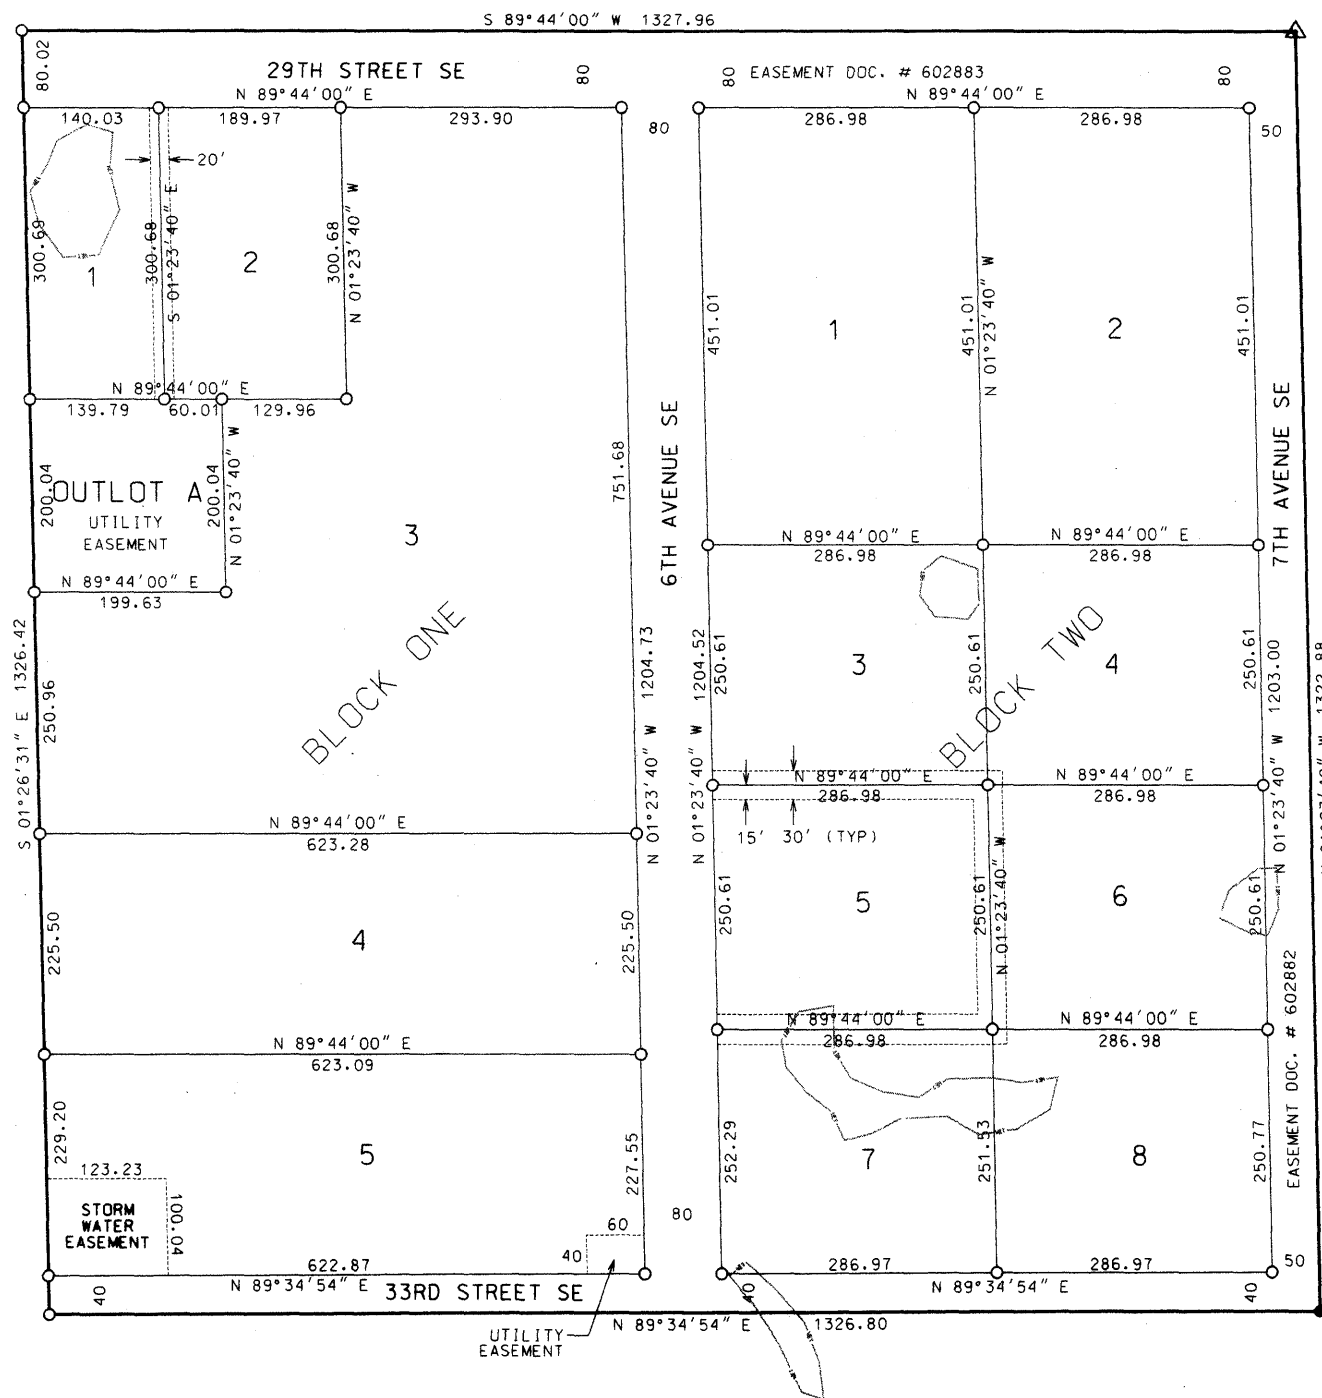 S 89°44'00" W 1327.96
80.02
29TH STREET SE
80
80
EASEMENT DOC. # 602883
80
N 89°44'00" E
N 89°44'00" E
140.03
189.97
293.90
80
286.98
286.98
50
20'
300.69
300.68
S 01°23'40" E
300.68
N 01°23'40" W
1
2
451.01
1
451.01
N 01°23'40" W
2
451.01
N 89°44'00" E
139.79
60.01
129.96
200.04
OUTLOT A
UTILITY
EASEMENT
200.04
N 01°23'40" W
3
751.68
6TH AVENUE SE
7TH AVENUE SE
N 89°44'00" E
286.98
N 89°44'00" E
286.98
N 89°44'00" E
199.63
S 01°26'31" E 1326.42
250.96
BLOCK ONE
N 01°23'40" W 1204.73
N 01°23'40" W 1204.52
250.61
3
250.61
BLOCK TWO
4
250.61
N 01°23'40" W 1203.00
N 89°44'00" E
286.98
N 89°44'00" E
286.98
15' 30' (TYP)
N 89°44'00" E
623.28
225.50
4
225.50
250.61
5
250.61
N 01°23'40" W
6
250.61
EASEMENT DOC. # 602882
N 89°44'00" E
286.98
N 89°44'00" E
286.98
N 89°44'00" E
623.09
229.20
5
227.55
252.29
7
251.53
8
250.77
123.23
STORM
WATER
EASEMENT
100.04
60
40
80
622.87
286.97
286.97
50
N 89°34'54" E
33RD STREET SE
N 89°34'54" E
40
40
40
UTILITY
EASEMENT
N 89°34'54" E 1326.80